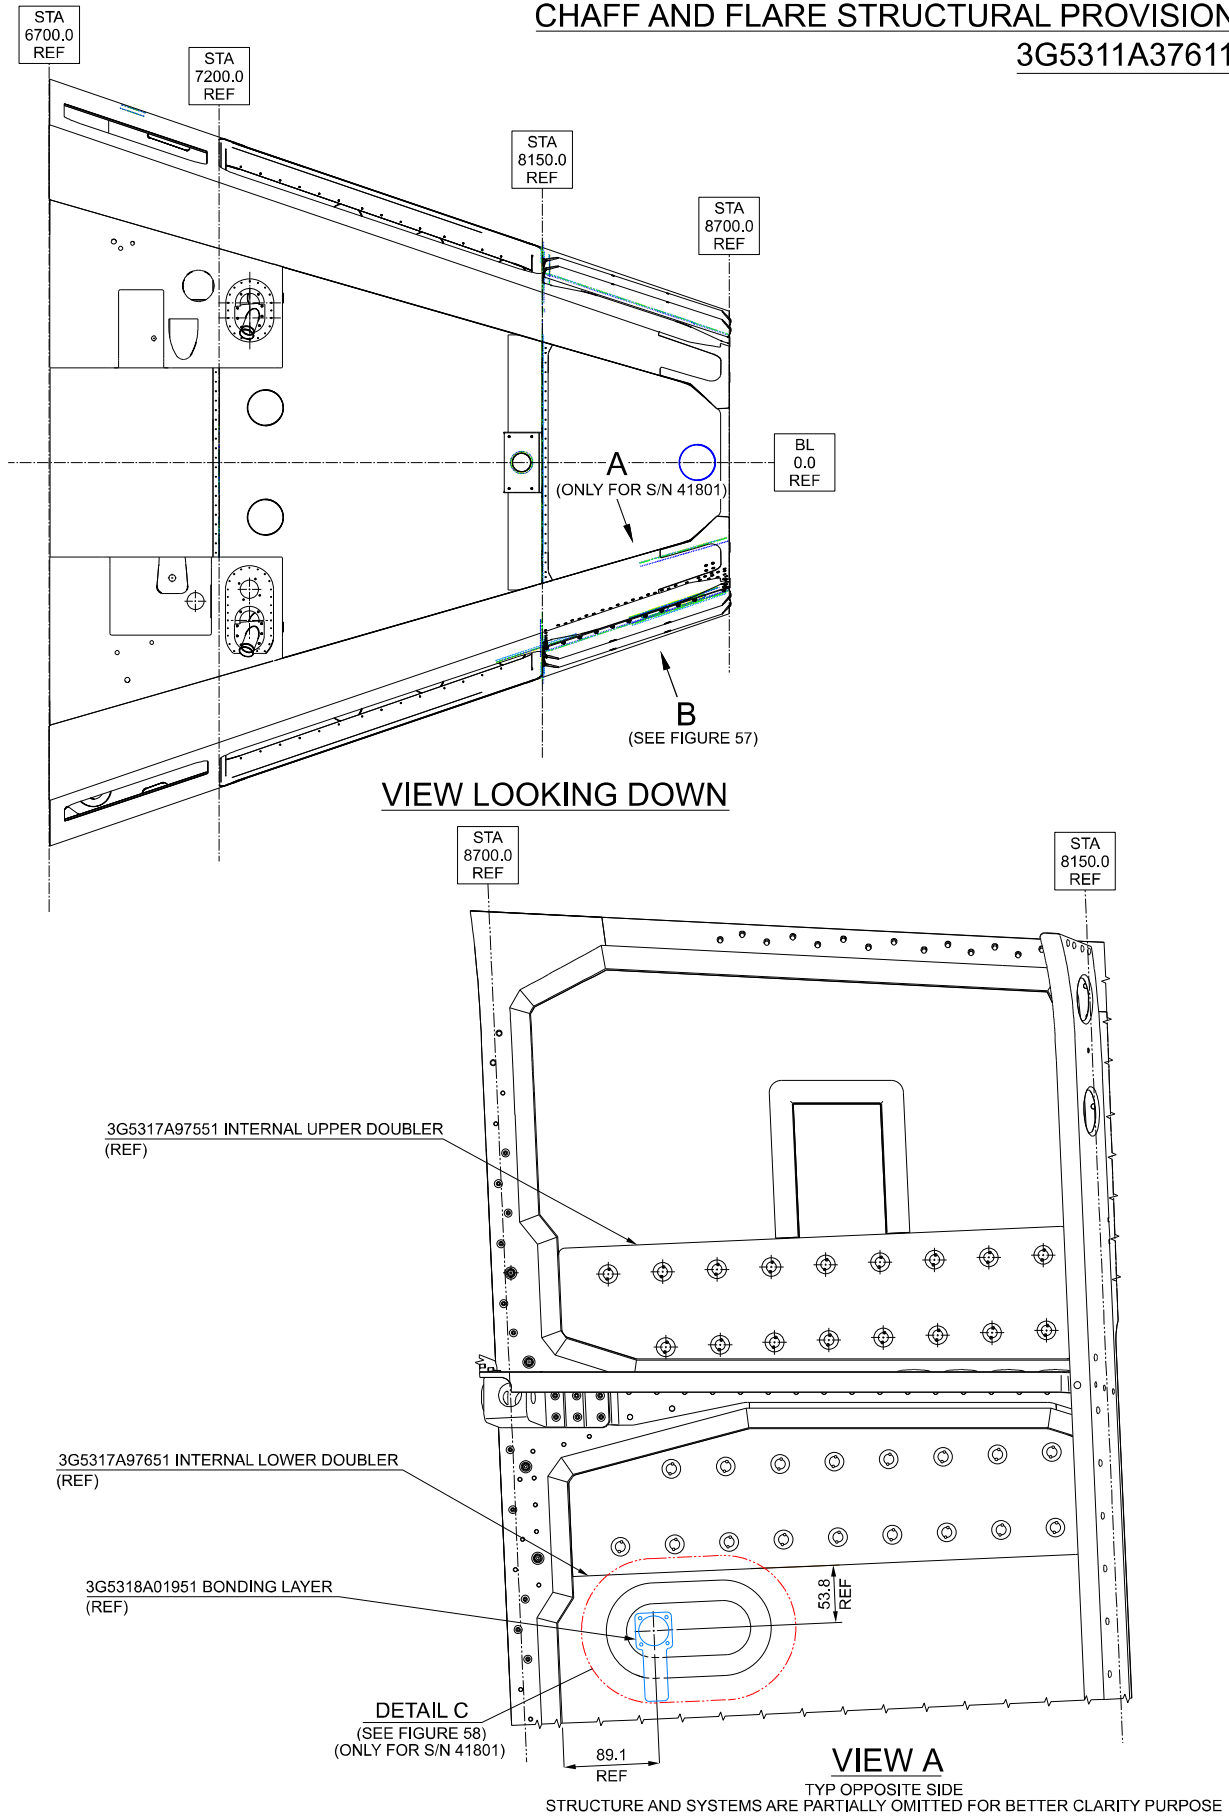 CHAFF AND FLARE STRUCTURAL PROVISION
3G5311A37611
STA
6700.0
REF
STA
7200.0
REF
STA
8150.0
REF
STA
8700.0
REF
BL
0.0
REF
A
(ONLY FOR S/N 41801)
B
(SEE FIGURE 57)
VIEW LOOKING DOWN
STA
8700.0
REF
STA
8150.0
REF
3G5317A97551 INTERNAL UPPER DOUBLER
(REF)
3G5317A97651 INTERNAL LOWER DOUBLER
(REF)
3G5318A01951 BONDING LAYER
(REF)
53.8
REF
DETAIL C
(SEE FIGURE 58)
(ONLY FOR S/N 41801)
89.1
REF
VIEW A
TYP OPPOSITE SIDE
STRUCTURE AND SYSTEMS ARE PARTIALLY OMITTED FOR BETTER CLARITY PURPOSE